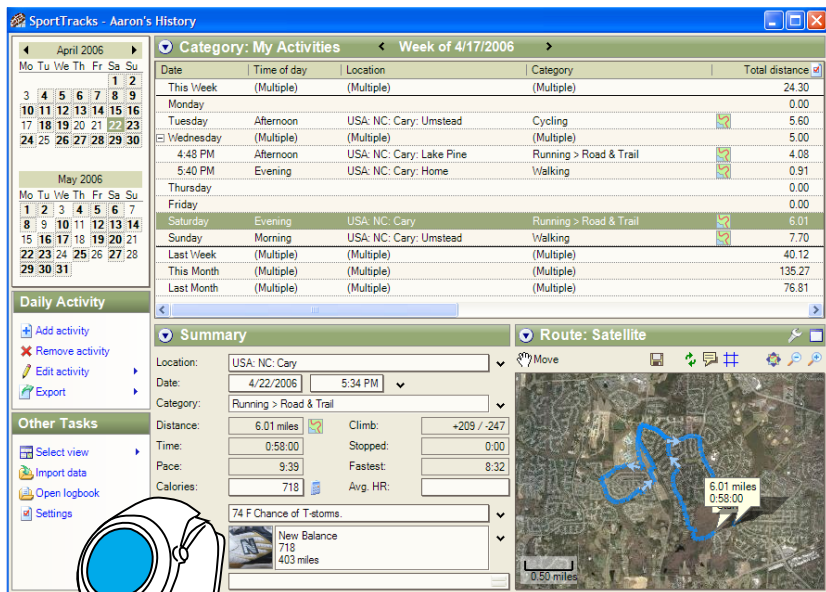 SportTracks - Aaron's History
April 2006
Mo Tu We Th Fr Sa Su
1 2
3 4 5 6 7 8 9
10 11 12 13 14 15 16
17 18 19 20 21 22 23
24 25 26 27 28 29 30
May 2006
Mo Tu We Th Fr Sa Su
1 2 3 4 5 6 7
8 9 10 11 12 13 14
15 16 17 18 19 20 21
22 23 24 25 26 27 28
29 30 31
Daily Activity
Add activity
Remove activity
Edit activity
Export
Other Tasks
Select view
Import data
Open logbook
Settings
Category: My Activities Week of 4/17/2006
Date Time of day Location Category Total distance
This Week (Multiple) (Multiple) (Multiple) 24.30
Monday 0.00
Tuesday Afternoon USA: NC: Cary: Umstead Cycling 5.60
Wednesday (Multiple) (Multiple) (Multiple) 5.00
4:48 PM Afternoon USA: NC: Cary: Lake Pine Running > Road & Trail 4.08
5:40 PM Evening USA: NC: Cary: Home Walking 0.91
Thursday 0.00
Friday 0.00
Saturday Evening USA: NC: Cary Running > Road & Trail 6.01
Sunday Morning USA: NC: Cary: Umstead Walking 7.70
Last Week (Multiple) (Multiple) (Multiple) 40.12
This Month (Multiple) (Multiple) (Multiple) 135.27
Last Month (Multiple) (Multiple) (Multiple) 76.81
Summary
Location: USA: NC: Cary
Date: 4/22/2006 5:34 PM
Category: Running > Road & Trail
Distance: 6.01 miles Climb: +209 / -247
Time: 0:58:00 Stopped: 0:00
Pace: 9:39 Fastest: 8:32
Calories: 718 Avg. HR:
74 F Chance of T-storms.
New Balance
718
403 miles
Route: Satellite
Move
6.01 miles
0:58:00
0.50 miles